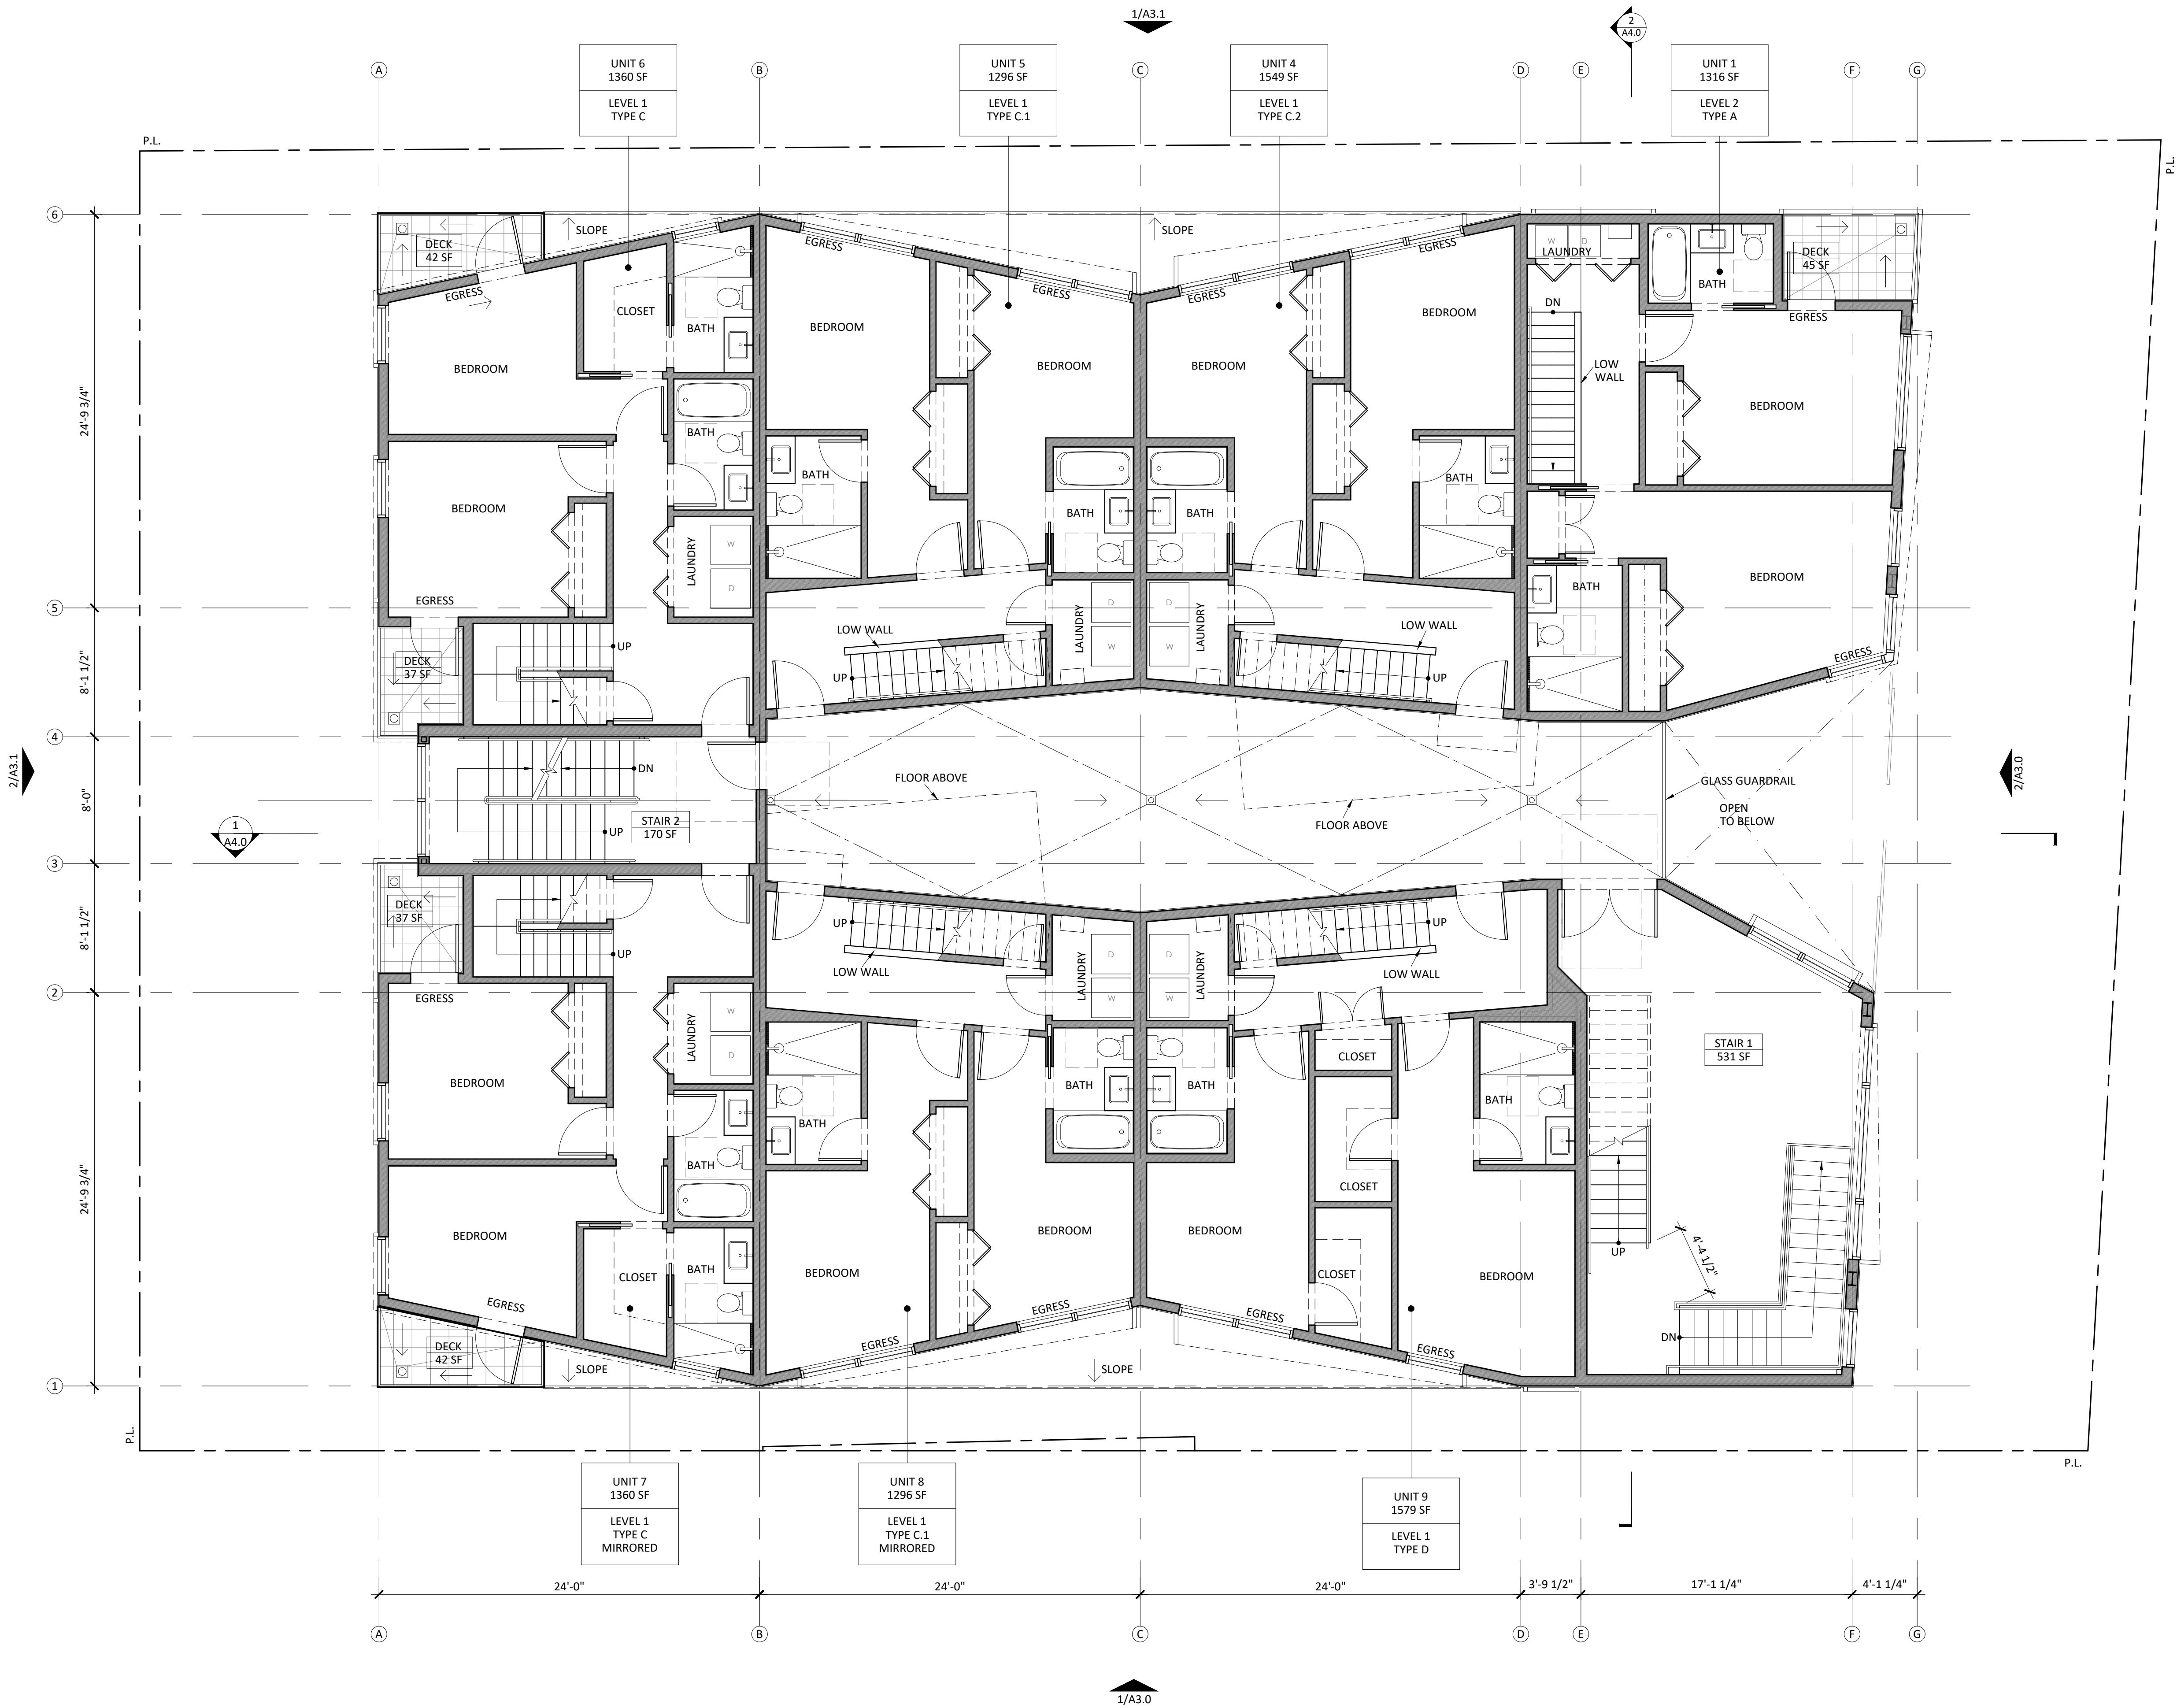 1/A3.1
2
A4.0
UNIT 6
1360 SF
LEVEL 1
TYPE C
UNIT 5
1296 SF
LEVEL 1
TYPE C.1
UNIT 4
1549 SF
LEVEL 1
TYPE C.2
UNIT 1
1316 SF
LEVEL 2
TYPE A
A
B
C
D
E
F
G
P.L.
P.L.
6
DECK
42 SF
EGRESS
SLOPE
EGRESS
EGRESS
SLOPE
EGRESS
EGRESS
W
D
LAUNDRY
BATH
DECK
45 SF
EGRESS
DN
CLOSET
BATH
BEDROOM
BEDROOM
BEDROOM
BEDROOM
BEDROOM
LOW
WALL
BEDROOM
24'-9 3/4"
BATH
BEDROOM
BATH
BATH
BATH
BATH
LAUNDRY
W
D
BEDROOM
BATH
EGRESS
5
D
W
LAUNDRY
D
W
LAUNDRY
LOW WALL
LOW WALL
UP
UP
UP
EGRESS
DECK
37 SF
8'-1 1/2"
4
2/A3.1
8'-0"
DN
UP
STAIR 2
170 SF
FLOOR ABOVE
FLOOR ABOVE
GLASS GUARDRAIL
OPEN
TO BELOW
2/A3.0
1
A4.0
3
DECK
37 SF
8'-1 1/2"
UP
UP
UP
LOW WALL
LOW WALL
D
W
LAUNDRY
D
W
LAUNDRY
2
EGRESS
LAUNDRY
W
D
BEDROOM
STAIR 1
531 SF
CLOSET
BATH
BATH
BATH
BATH
BATH
CLOSET
24'-9 3/4"
BEDROOM
BEDROOM
BEDROOM
BEDROOM
BEDROOM
CLOSET
BATH
CLOSET
UP
4'-4 1/2"
DN
EGRESS
EGRESS
EGRESS
EGRESS
EGRESS
DECK
42 SF
SLOPE
SLOPE
1
P.L.
P.L.
UNIT 7
1360 SF
LEVEL 1
TYPE C
MIRRORED
UNIT 8
1296 SF
LEVEL 1
TYPE C.1
MIRRORED
UNIT 9
1579 SF
LEVEL 1
TYPE D
24'-0"
24'-0"
24'-0"
3'-9 1/2"
17'-1 1/4"
4'-1 1/4"
A
B
C
D
E
F
G
1/A3.0